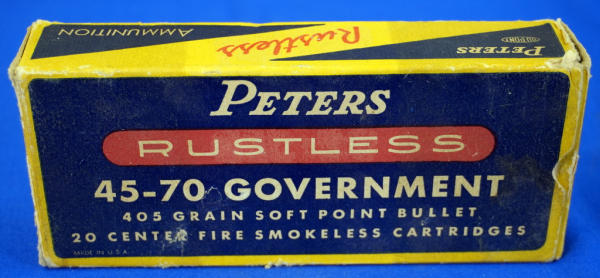 AMMUNITION
Rustless
PETERS
DUPONT
PETERS
RUSTLESS
45-70 GOVERNMENT
405 GRAIN SOFT POINT BULLET
20 CENTER FIRE SMOKELESS CARTRIDGES
MADE IN U.S.A.